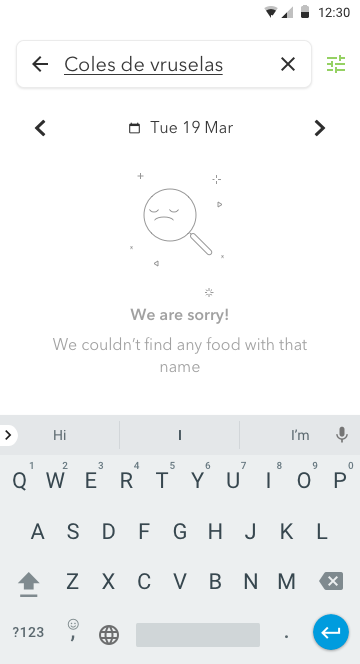 12:30
Coles de vruselas
Tue 19 Mar
We are sorry!
We couldn't find any food with that
name
Hi I I'm
1 2 3 4 5 6 7 8 9 0
Q W E R T Y U I O P
A S D F G H J K L
Z X C V B N M
?123 , .